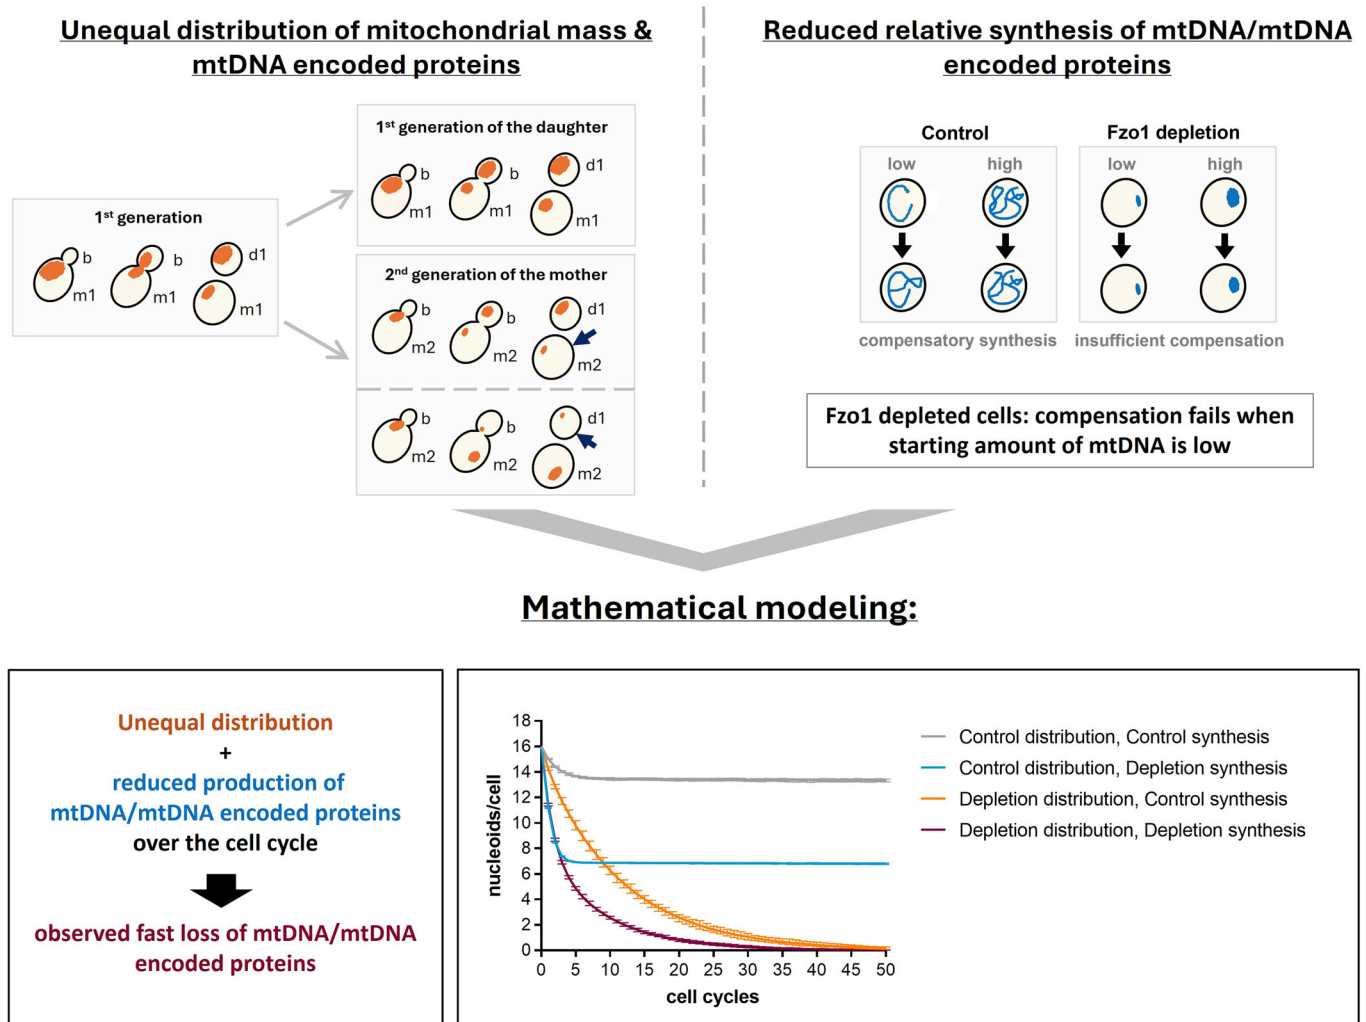 Unequal distribution of mitochondrial mass &
mtDNA encoded proteins
1st generation
b
m1
b
m1
d1
m1
1st generation of the daughter
b
m1
b
m1
d1
m1
2nd generation of the mother
b
m2
b
m2
d1
m2
b
m2
b
m2
d1
m2
Reduced relative synthesis of mtDNA/mtDNA
encoded proteins
Control
low
high
compensatory synthesis
Fzo1 depletion
low
high
insufficient compensation
Fzo1 depleted cells: compensation fails when
starting amount of mtDNA is low
Mathematical modeling:
Unequal distribution
+
reduced production of
mtDNA/mtDNA encoded proteins
over the cell cycle
observed fast loss of mtDNA/mtDNA
encoded proteins
nucleoids/cell
18
16
14
12
10
8
6
4
2
0
0 5 10 15 20 25 30 35 40 45 50
cell cycles
Control distribution, Control synthesis
Control distribution, Depletion synthesis
Depletion distribution, Control synthesis
Depletion distribution, Depletion synthesis